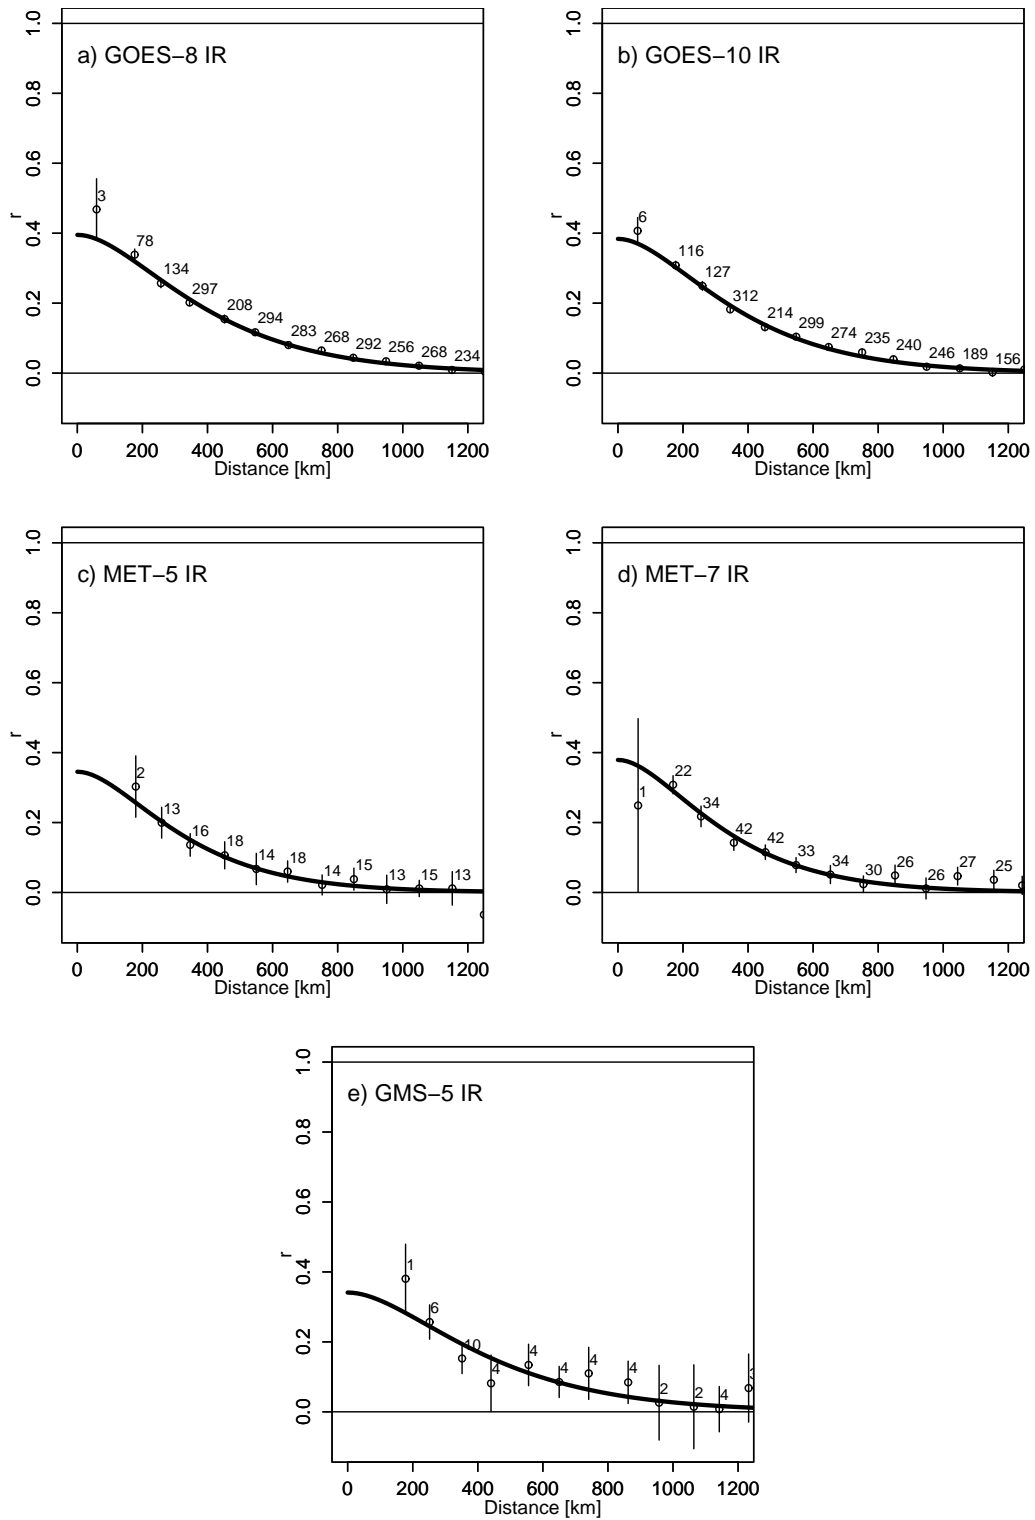 a) GOES−8 IR
r
0.0 0.2 0.4 0.6 0.8 1.0
3 78 134 297 208 294 283 268 292 256 268 234
0 200 400 600 800 1000 1200
Distance [km]
b) GOES−10 IR
r
0.0 0.2 0.4 0.6 0.8 1.0
6 116 127 312 214 299 274 235 240 246 189 156
0 200 400 600 800 1000 1200
Distance [km]
c) MET−5 IR
r
0.0 0.2 0.4 0.6 0.8 1.0
2 13 16 18 14 18 14 15 13 15 13
0 200 400 600 800 1000 1200
Distance [km]
d) MET−7 IR
r
0.0 0.2 0.4 0.6 0.8 1.0
1 22 34 42 42 33 34 30 26 26 27 25
0 200 400 600 800 1000 1200
Distance [km]
e) GMS−5 IR
r
0.0 0.2 0.4 0.6 0.8 1.0
1 6 10 4 4 4 4 4 2 2 4
0 200 400 600 800 1000 1200
Distance [km]